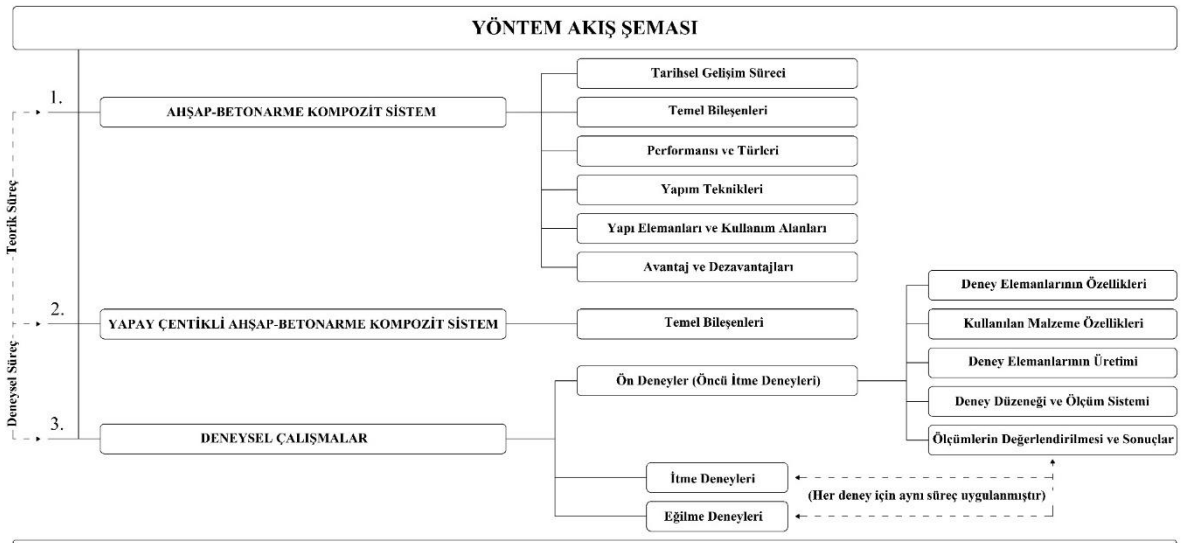 YÖNTEM AKIŞ ŞEMASI
Teorik Süreç
Deneysel Süreç
1.
AHŞAP-BETONARME KOMPOZİT SİSTEM
Tarihsel Gelişim Süreci
Temel Bileşenleri
Performansı ve Türleri
Yapım Teknikleri
Yapı Elemanları ve Kullanım Alanları
Avantaj ve Dezavantajları
2.
YAPAY ÇENTİKLİ AHŞAP-BETONARME KOMPOZİT SİSTEM
Temel Bileşenleri
3.
DENEYSEL ÇALIŞMALAR
Ön Deneyler (Öncü İtme Deneyleri)
Deney Elemanlarının Özellikleri
Kullanılan Malzeme Özellikleri
Deney Elemanlarının Üretimi
Deney Düzeneği ve Ölçüm Sistemi
Ölçümlerin Değerlendirilmesi ve Sonuçlar
İtme Deneyleri
(Her deney için aynı süreç uygulanmıştır)
Eğilme Deneyleri